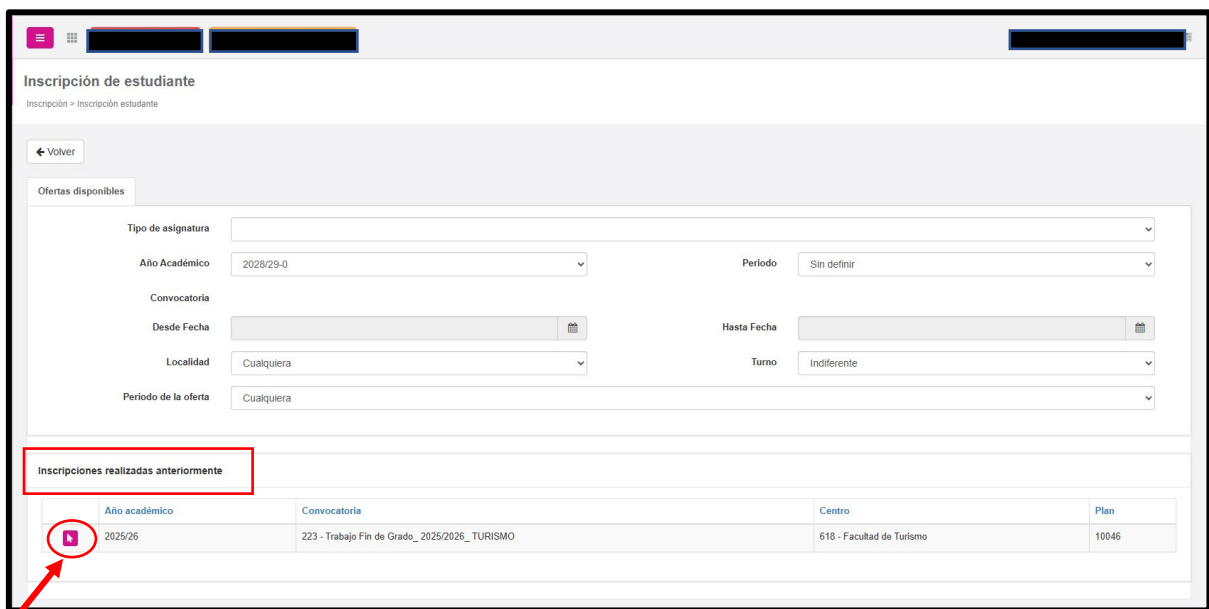 Inscripción de estudiante
Inscripción > Inscripción estudante
Volver
Ofertas disponibles
Tipo de asignatura
Año Académico 2028/29-0 Periodo Sin definir
Convocatoria
Desde Fecha Hasta Fecha
Localidad Cualquiera Turno Indiferente
Periodo de la oferta Cualquiera
Inscripciones realizadas anteriormente
Año académico Convocatoria Centro Plan
2025/26 223 - Trabajo Fin de Grado_ 2025/2026_ TURISMO 618 - Facultad de Turismo 10046